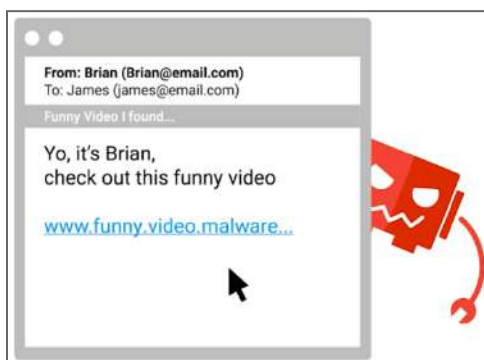 From: Brian (Brian@email.com)
To: James (james@email.com)
Funny Video I found...
Yo, it's Brian,
check out this funny video
www.funny.video.malware...